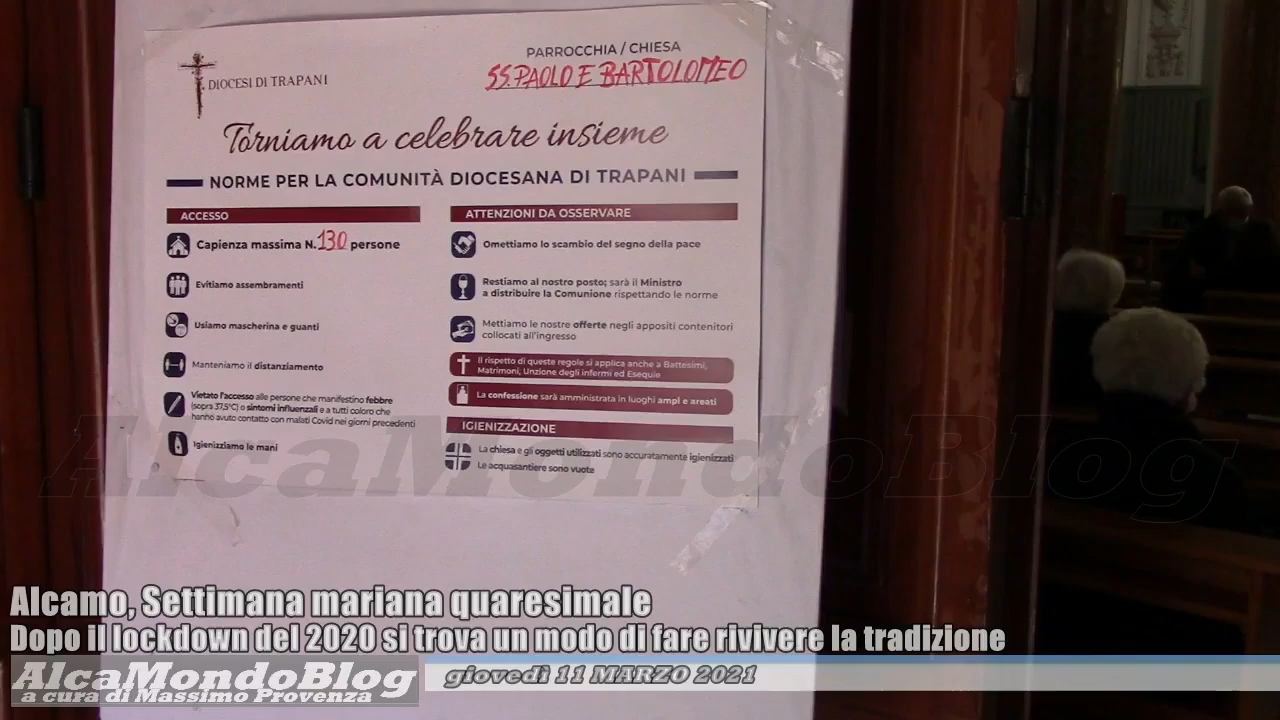 DIOCESI DI TRAPANI
PARROCCHIA / CHIESA
SS. PAOLO E BARTOLOMEO
Torniamo a celebrare insieme
NORME PER LA COMUNITÀ DIOCESANA DI TRAPANI
ACCESSO
Capienza massima N. 130 persone
Evitiamo assembramenti
Usiamo mascherina e guanti
Manteniamo il distanziamento
Vietato l'accesso alle persone che manifestino febbre
(sopra 37,5°C) o sintomi influenzali e a tutti coloro che
hanno avuto contatto con malati Covid nei giorni precedenti
Igienizziamo le mani
ATTENZIONI DA OSSERVARE
Omettiamo lo scambio del segno della pace
Restiamo al nostro posto; sarà il Ministro
a distribuire la Comunione rispettando le norme
Mettiamo le nostre offerte negli appositi contenitori
collocati all'ingresso
Il rispetto di queste regole si applica anche a Battesimi,
Matrimoni, Unzione degli infermi ed Esequie
La confessione sarà amministrata in luoghi ampi e areati
IGIENIZZAZIONE
La chiesa e gli oggetti utilizzati sono accuratamente igienizzati
Le acquasantiere sono vuote
AlcaMondoBlog
Alcamo, Settimana mariana quaresimale
Dopo il lockdown del 2020 si trova un modo di fare rivivere la tradizione
AlcaMondoBlog
a cura di Massimo Provenza
giovedì 11 MARZO 2021